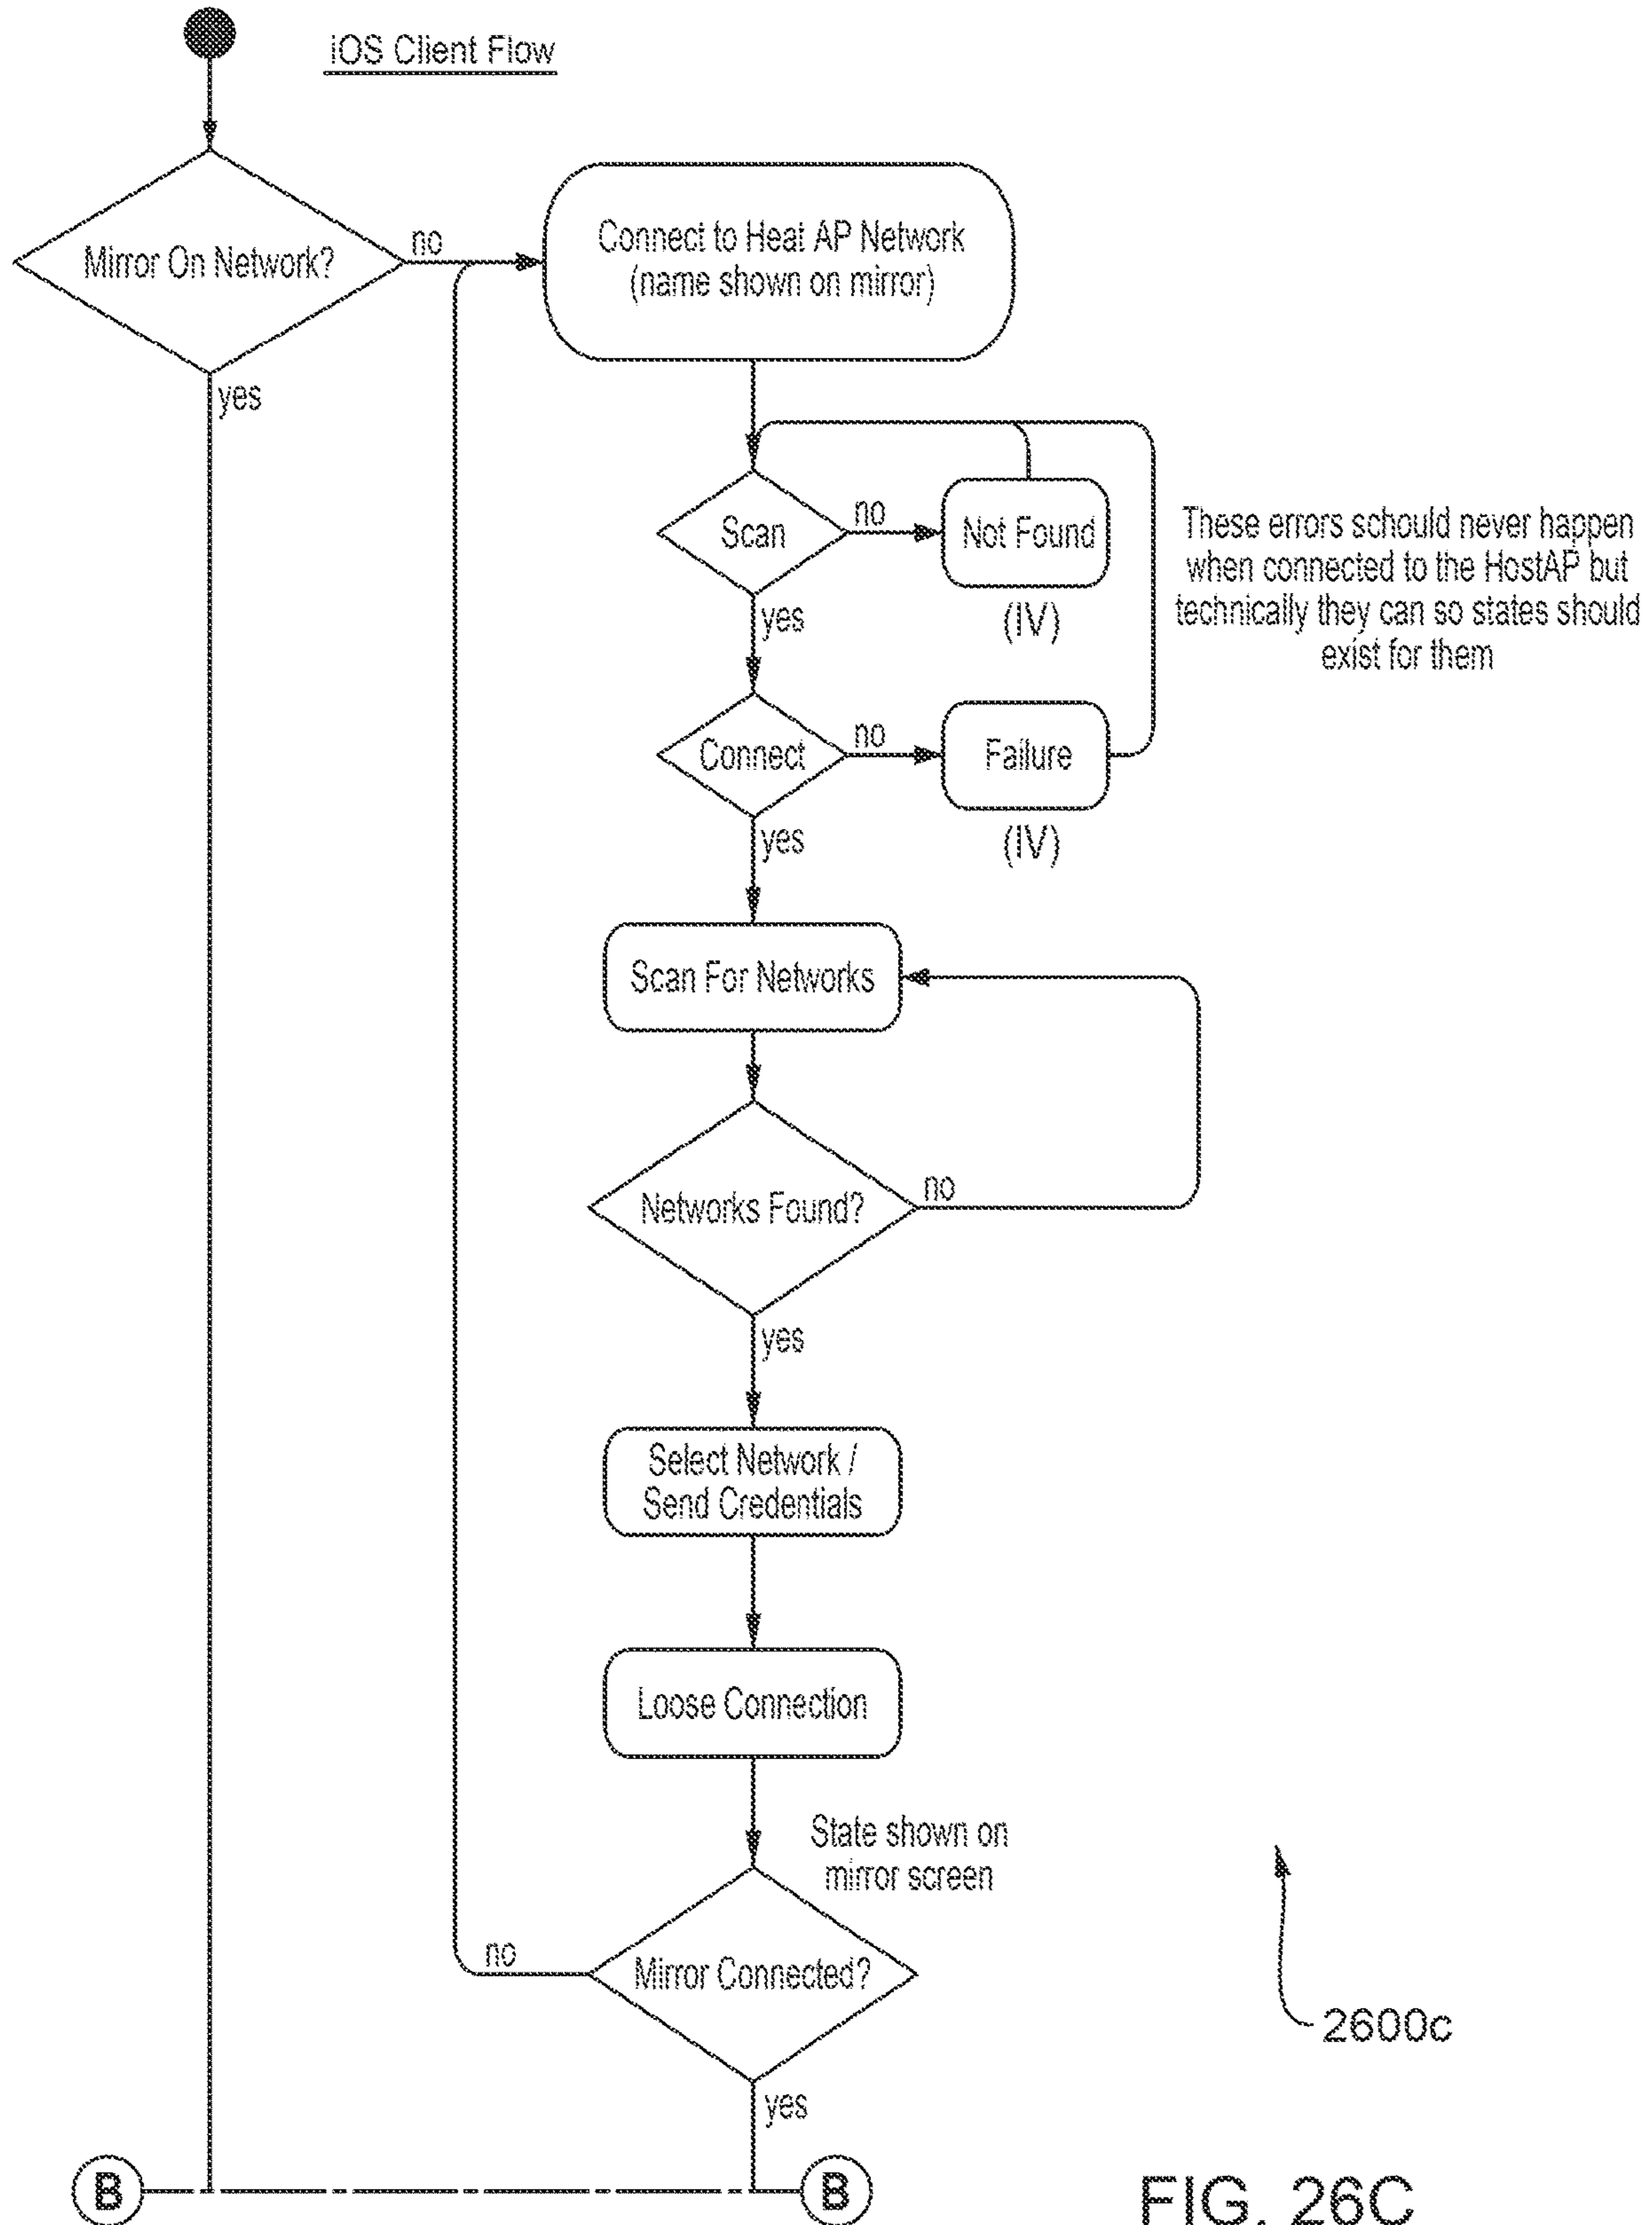 iOS Client Flow
Mirror On Network?
no
yes
Connect to Heat AP Network
(name shown on mirror)
Scan
no
Not Found
(IV)
yes
These errors schould never happen
when connected to the HostAP but
technically they can so states should
exist for them
Connect
no
Failure
(IV)
yes
Scan For Networks
Networks Found?
no
yes
Select Network /
Send Credentials
Loose Connection
State shown on
mirror screen
Mirror Connected?
no
yes
2600c
B
B
FIG. 26C